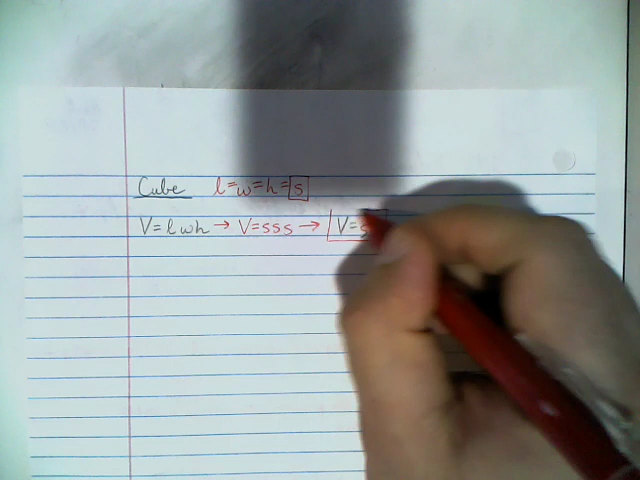 Cube l=w=h=s
V=lwh → V=sss → V=s